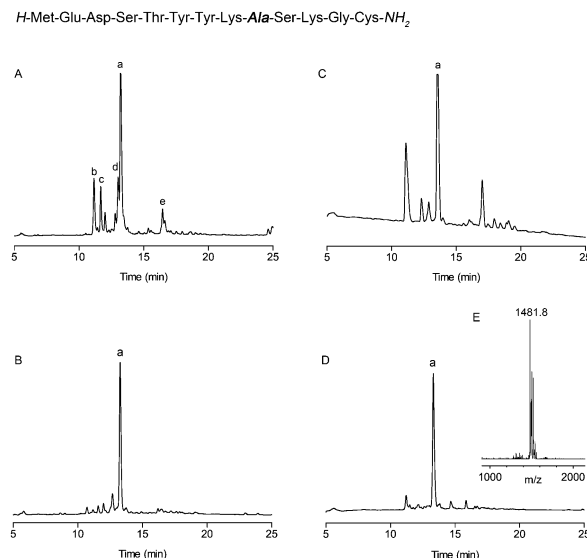 H-Met-Glu-Asp-Ser-Thr-Tyr-Tyr-Lys-Ala-Ser-Lys-Gly-Cys-NH2
A
a
b
c
d
e
5 10 15 20 25
Time (min)
C
a
5 10 15 20 25
Time (min)
B
a
5 10 15 20 25
Time (min)
D
a
5 10 15 20 25
Time (min)
E
1481.8
1000 2000
m/z